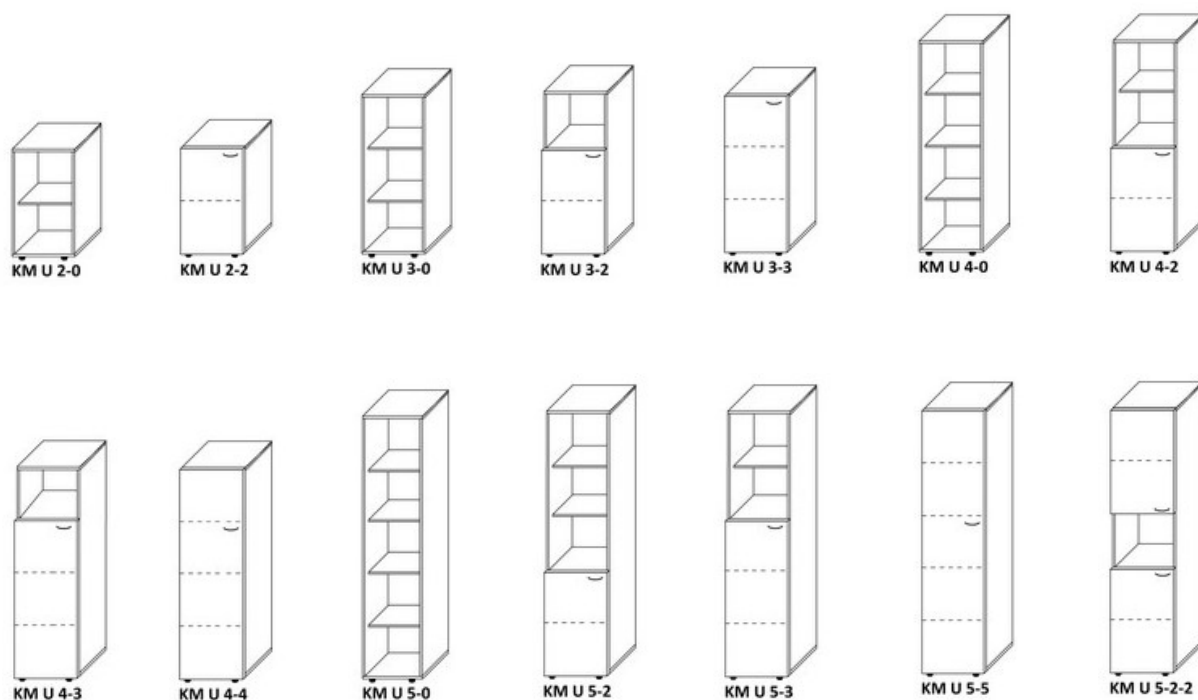 KM U 2-0
KM U 2-2
KM U 3-0
KM U 3-2
KM U 3-3
KM U 4-0
KM U 4-2
KM U 4-3
KM U 4-4
KM U 5-0
KM U 5-2
KM U 5-3
KM U 5-5
KM U 5-2-2